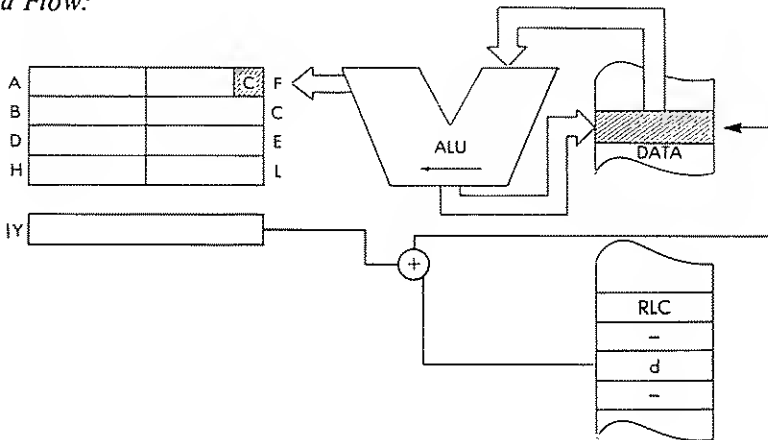 a Flow:
A C F
B C
D E
H L
ALU
DATA
IY
+
RLC
–
d
–